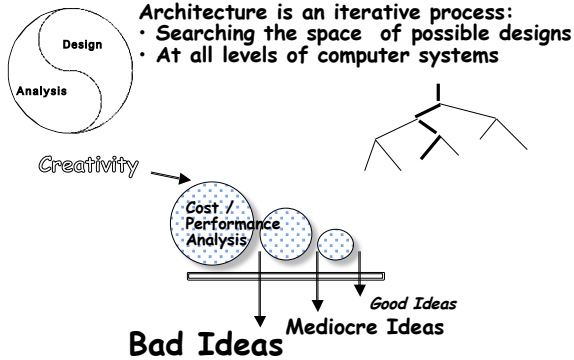 Architecture is an iterative process:
• Searching the space of possible designs
• At all levels of computer systems
Design
Analysis
Creativity
Cost /
Performance
Analysis
Good Ideas
Mediocre Ideas
Bad Ideas